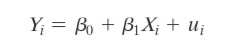 Yᵢ = β₀ + β₁Xᵢ + uᵢ